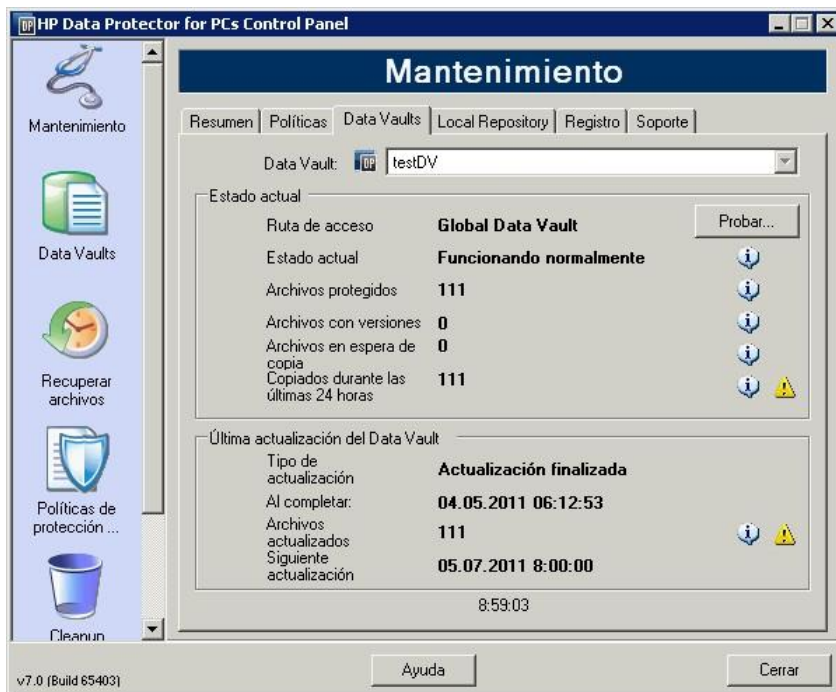 HP Data Protector for PCs Control Panel
Mantenimiento
Data Vaults
Recuperar
archivos
Políticas de
protección ...
Cleanup
Mantenimiento
Resumen Políticas Data Vaults Local Repository Registro Soporte
Data Vault: DP testDV
Estado actual
Ruta de acceso Global Data Vault Probar...
Estado actual Funcionando normalmente
Archivos protegidos 111
Archivos con versiones 0
Archivos en espera de
copia 0
Copiados durante las
últimas 24 horas 111
Última actualización del Data Vault
Tipo de
actualización Actualización finalizada
Al completar: 04.05.2011 06:12:53
Archivos
actualizados 111
Siguiente
actualización 05.07.2011 8:00:00
8:59:03
v7.0 (Build 65403) Ayuda Cerrar